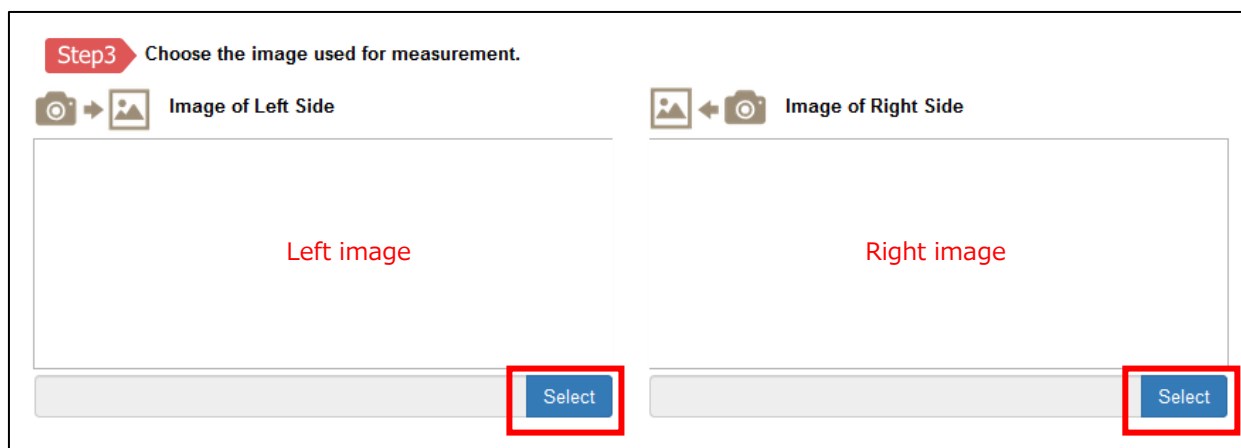 Step3 Choose the image used for measurement.
Image of Left Side
Image of Right Side
Left image
Right image
Select
Select